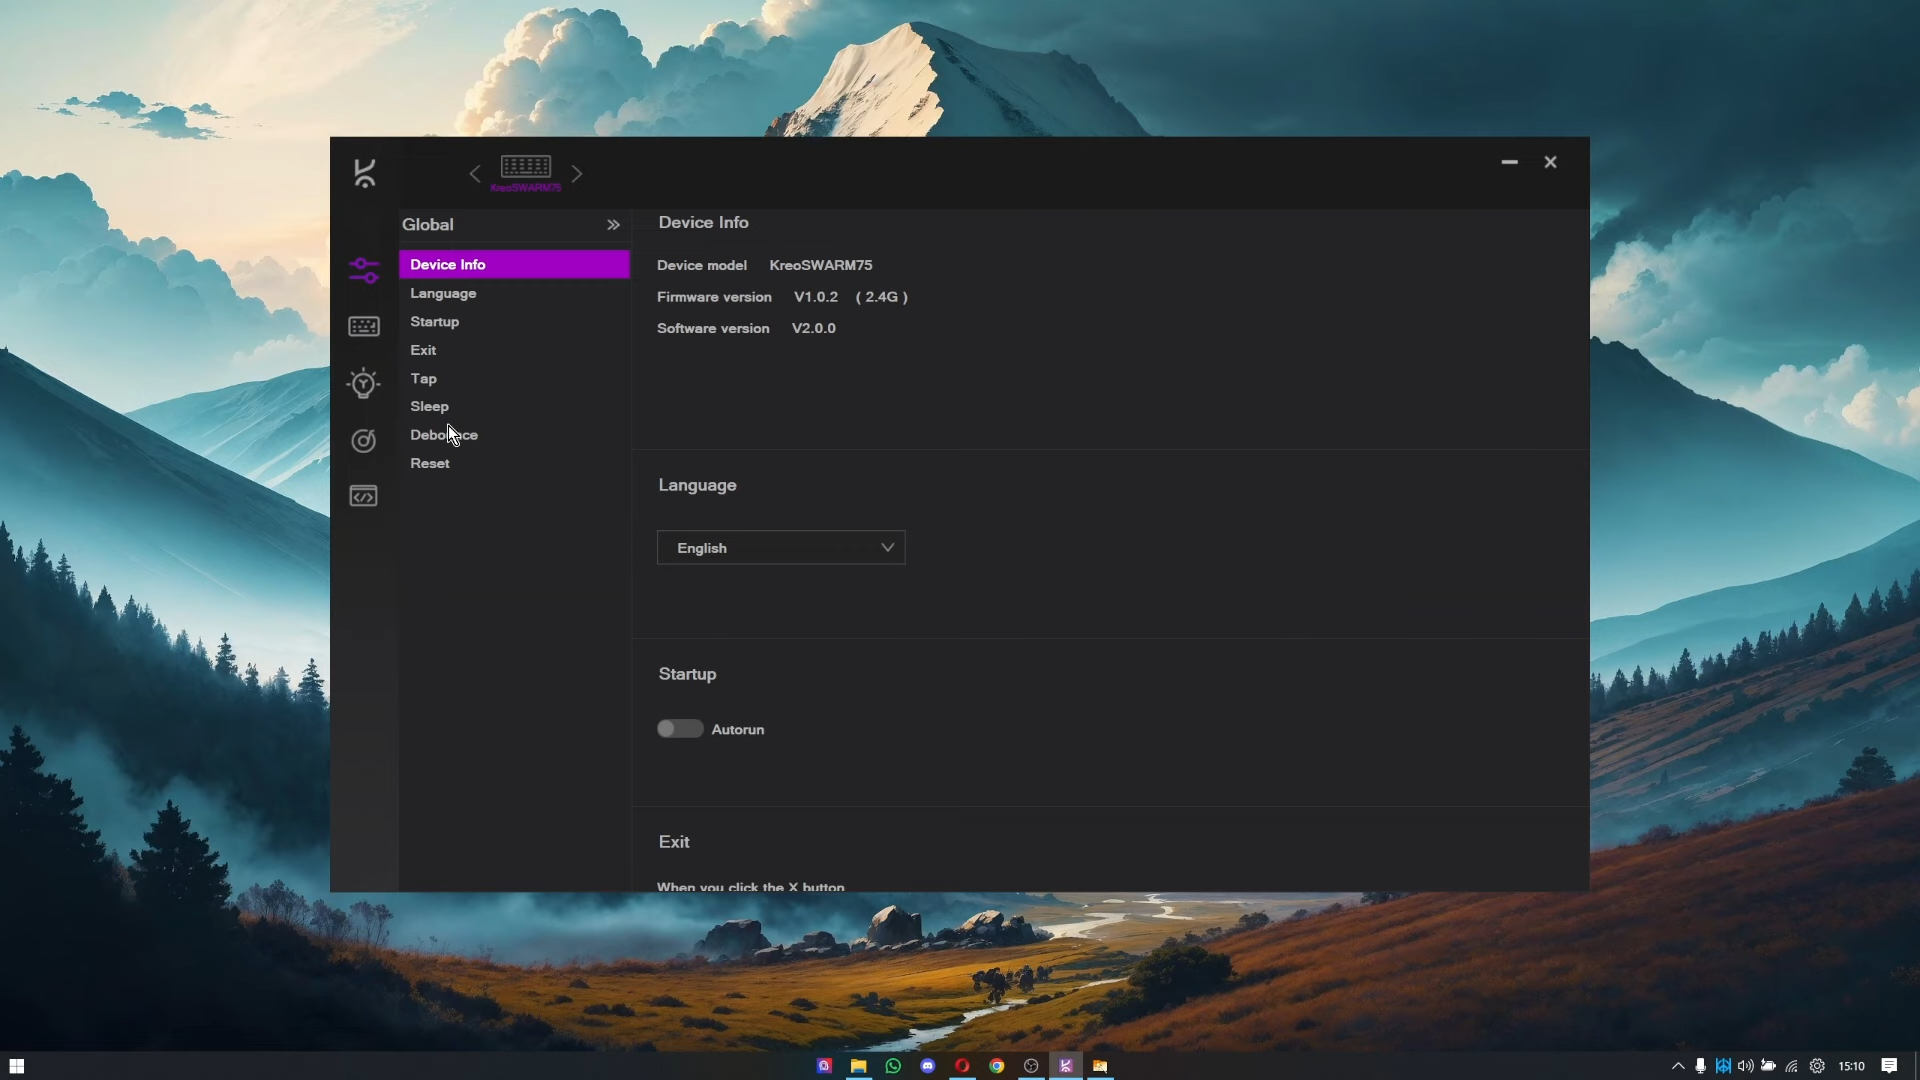 KreoSWARM75
Global
Device Info
Language
Startup
Exit
Tap
Sleep
Debounce
Reset
Device Info
Device model KreoSWARM75
Firmware version V1.0.2 ( 2.4G )
Software version V2.0.0
Language
English
Startup
Autorun
Exit
When you click the X button
15:10